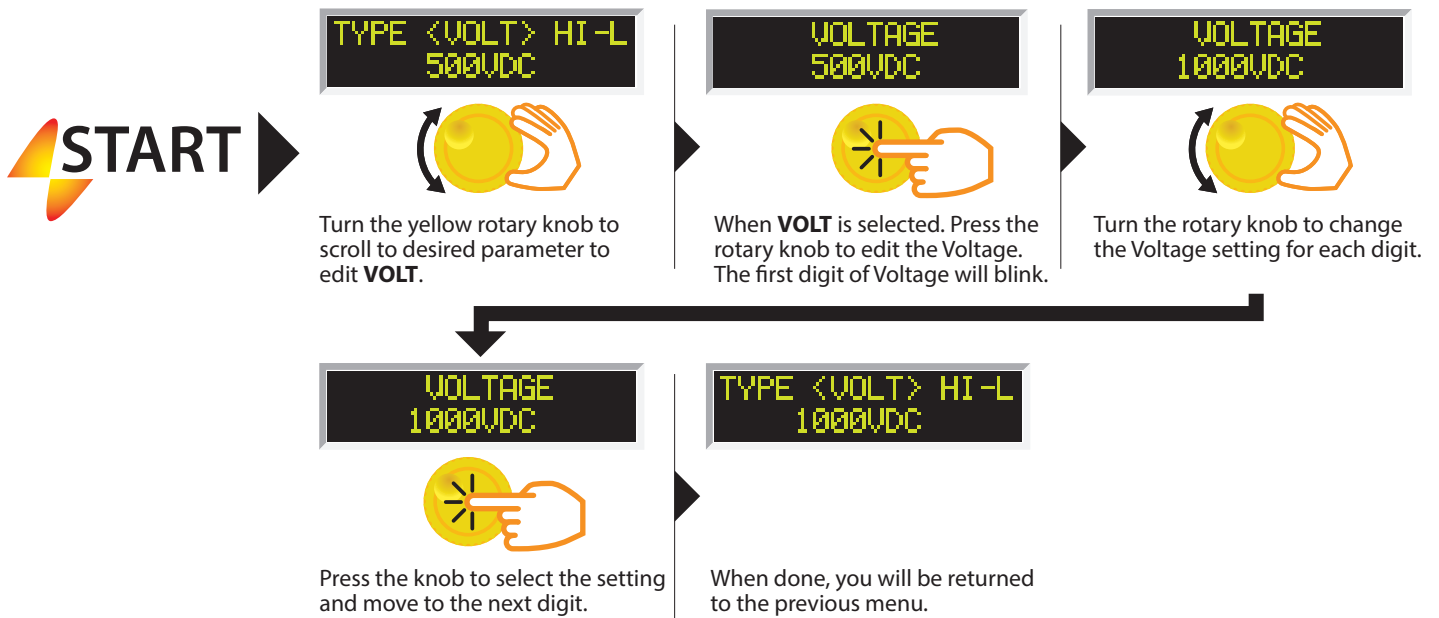 START
TYPE <VOLT> HI-L
500VDC
Turn the yellow rotary knob to
scroll to desired parameter to
edit VOLT.
VOLTAGE
500VDC
When VOLT is selected. Press the
rotary knob to edit the Voltage.
The first digit of Voltage will blink.
VOLTAGE
1000VDC
Turn the rotary knob to change
the Voltage setting for each digit.
VOLTAGE
1000VDC
Press the knob to select the setting
and move to the next digit.
TYPE <VOLT> HI-L
1000VDC
When done, you will be returned
to the previous menu.